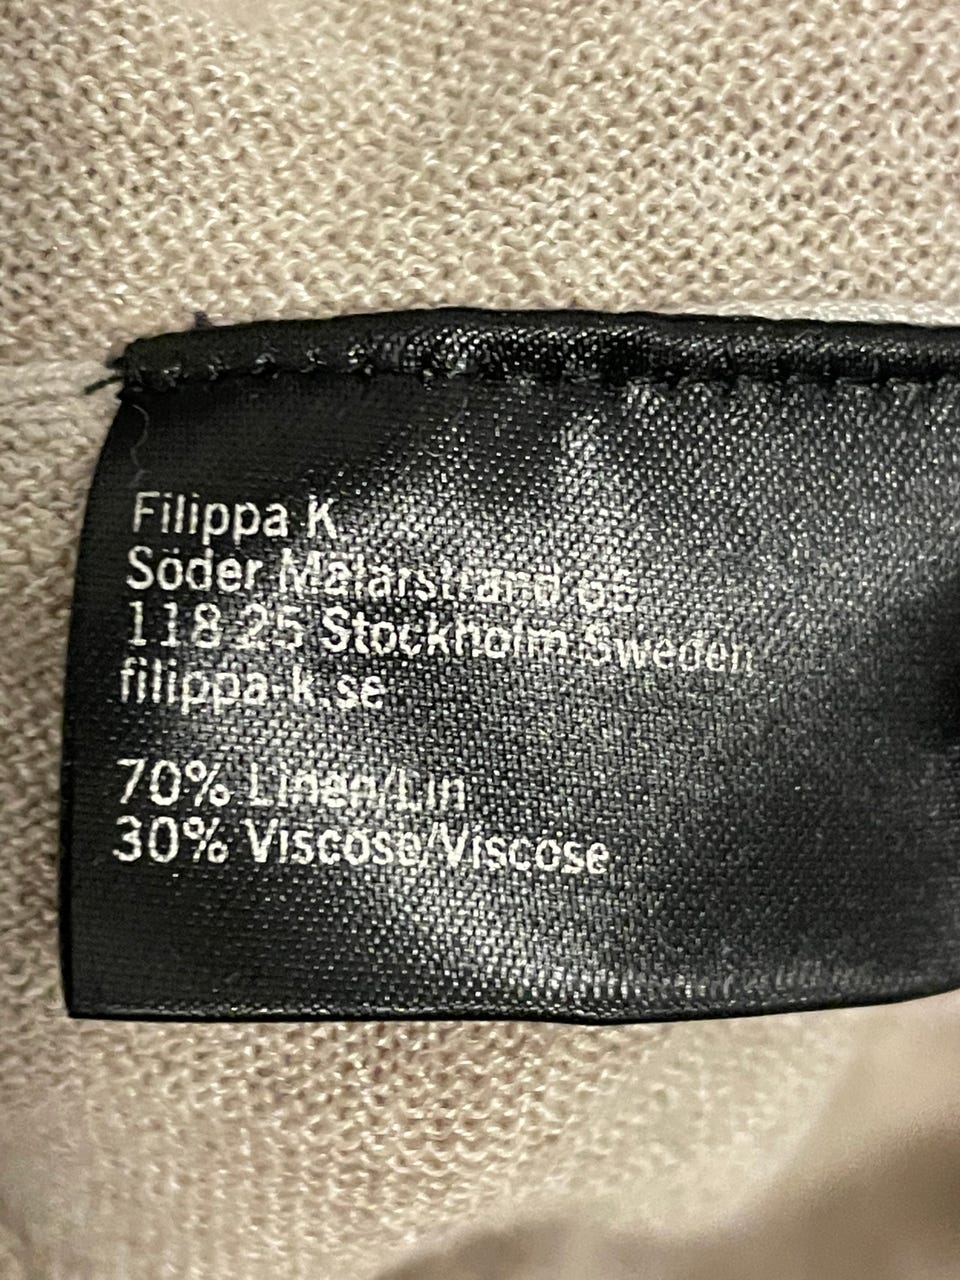 Filippa K
Söder Mälarstrand 65
118 25 Stockholm Sweden
filippa-k.se
70% Linen/Lin
30% Viscose/Viscose